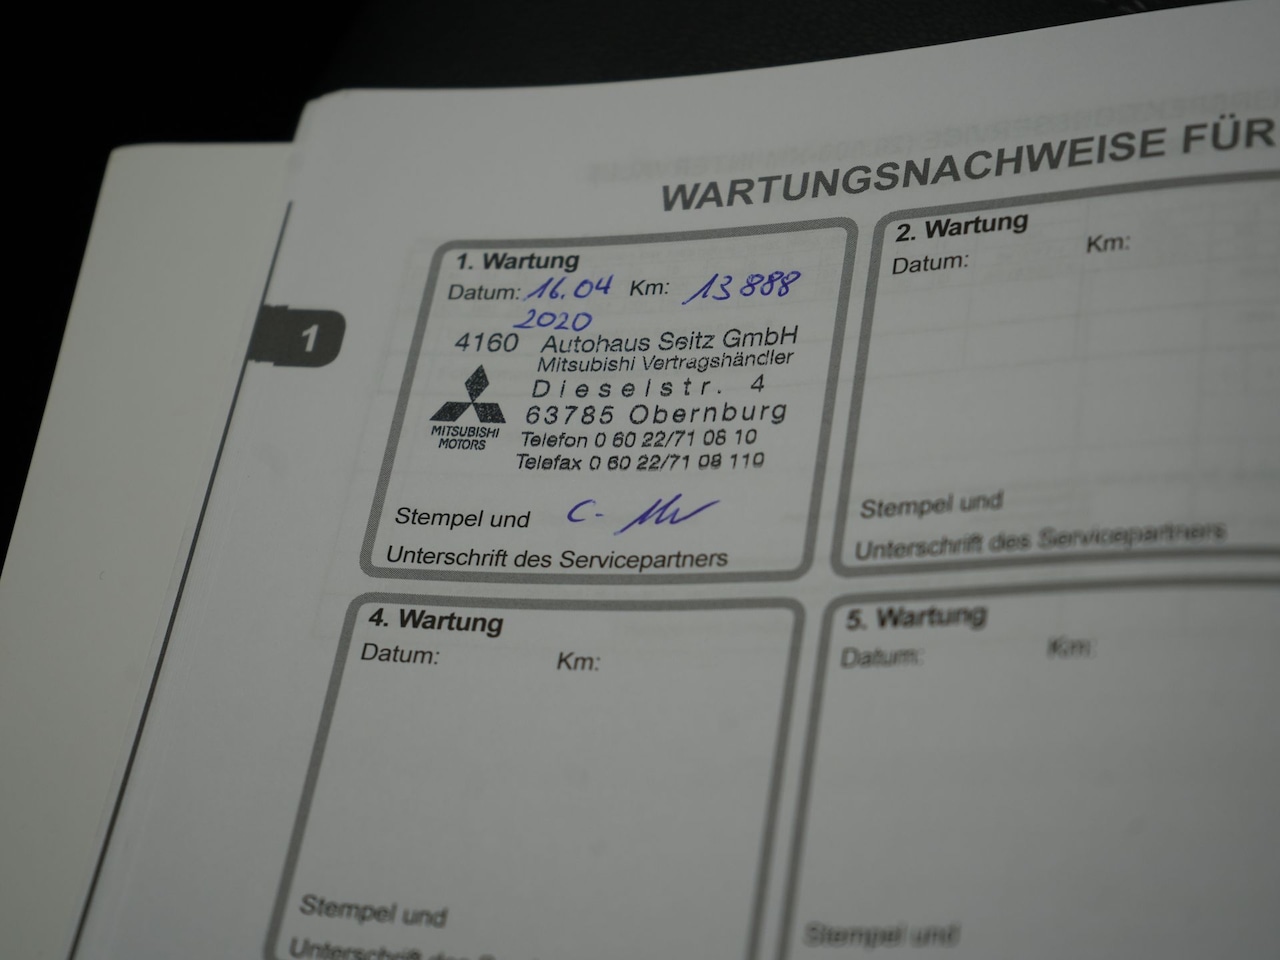 WARTUNGSNACHWEISE FÜR
1
1. Wartung
Datum: 16.04 Km: 13888
2020
4160 Autohaus Seitz GmbH
Mitsubishi Vertragshändler
Dieselstr. 4
63785 Obernburg
Telefon 0 60 22/71 08 10
Telefax 0 60 22/71 08 110
MITSUBISHI
MOTORS
Stempel und
Unterschrift des Servicepartners
2. Wartung
Datum: Km:
Stempel und
Unterschrift des Servicepartners
4. Wartung
Datum: Km:
Stempel und
Unterschrift des
5. Wartung
Datum: Km:
Stempel und